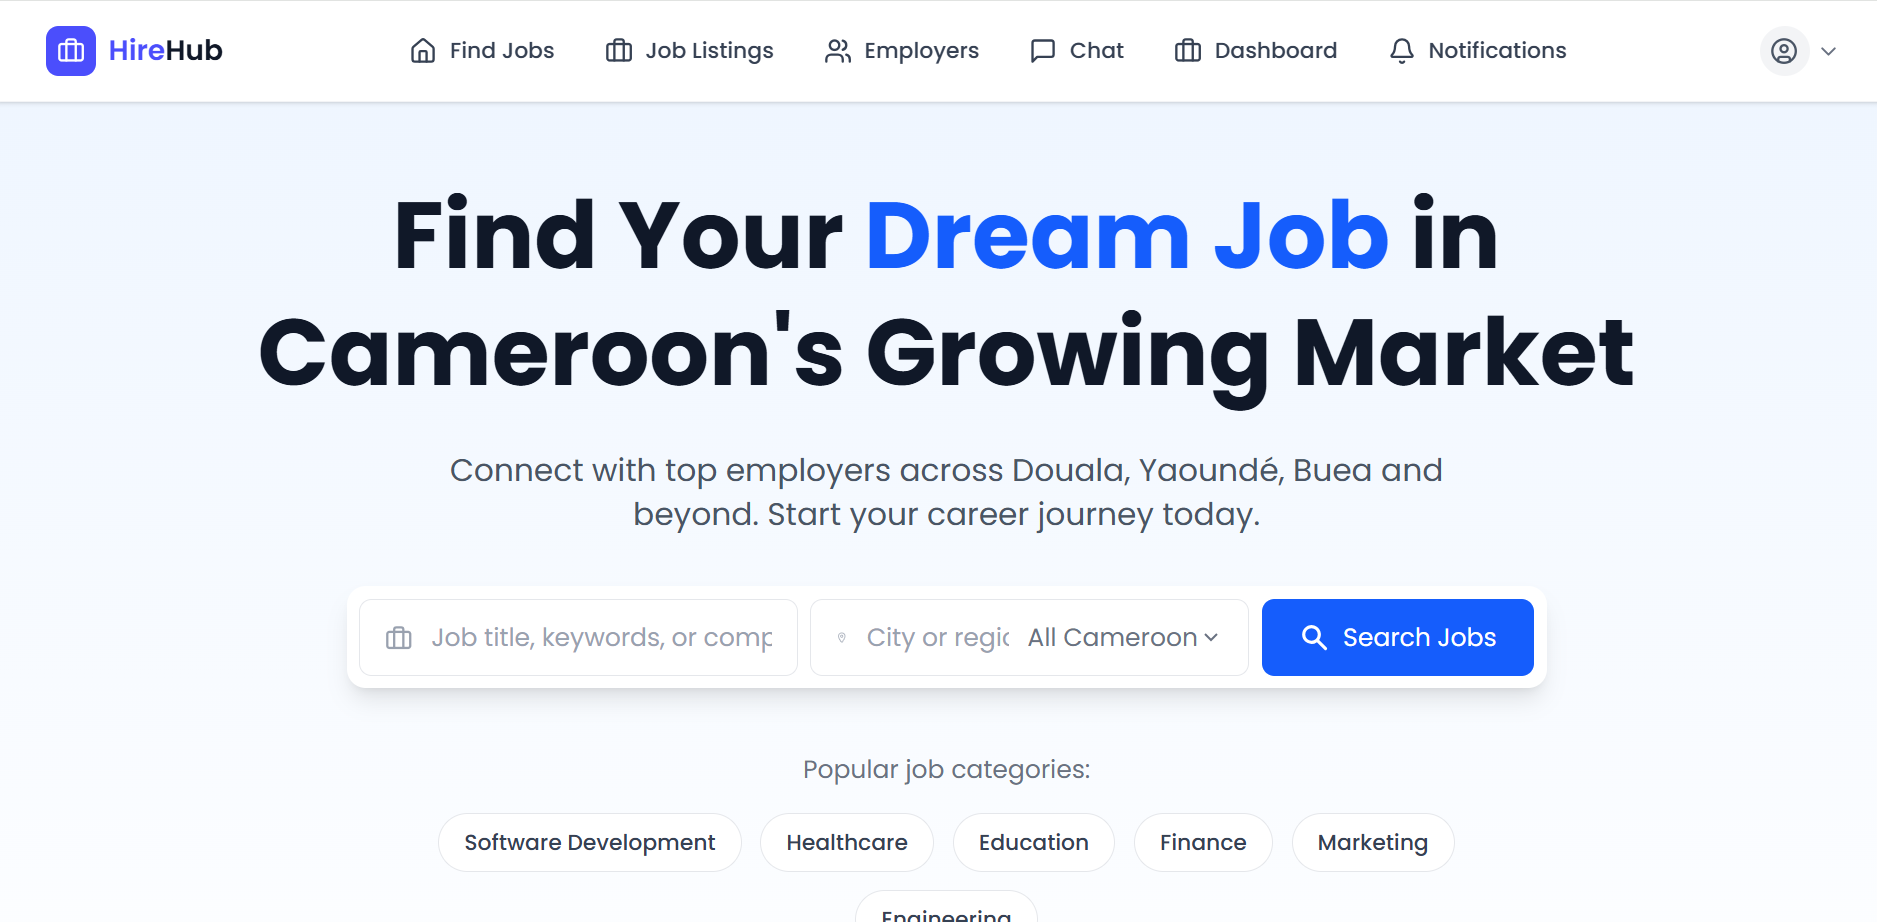 HireHub
Find Jobs
Job Listings
Employers
Chat
Dashboard
Notifications
Find Your Dream Job in
Cameroon's Growing Market
Connect with top employers across Douala, Yaoundé, Buea and
beyond. Start your career journey today.
Job title, keywords, or comp
City or regic
All Cameroon
Search Jobs
Popular job categories:
Software Development
Healthcare
Education
Finance
Marketing
Engineering